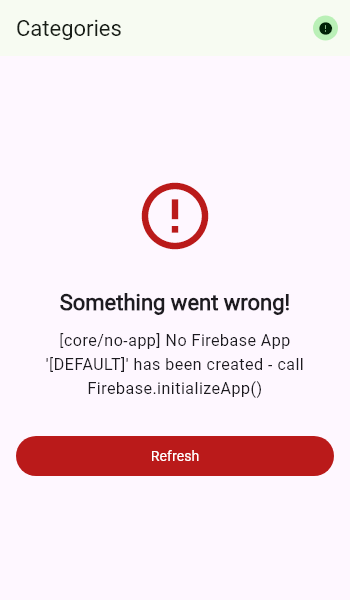 Categories
Something went wrong!
[core/no-app] No Firebase App
'[DEFAULT]' has been created - call
Firebase.initializeApp()
Refresh